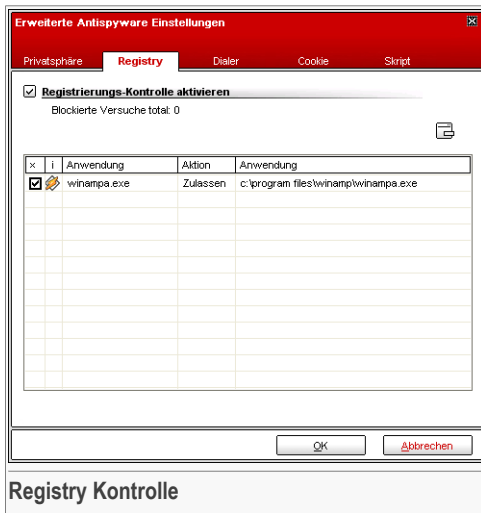 Erweiterte Antispyware Einstellungen
Privatsphäre Registry Dialer Cookie Skript
Registrierungs-Kontrolle aktivieren
Blockierte Versuche total: 0
x i Anwendung Aktion Anwendung
winampa.exe Zulassen c:\program files\winamp\winampa.exe
OK Abbrechen
Registry Kontrolle